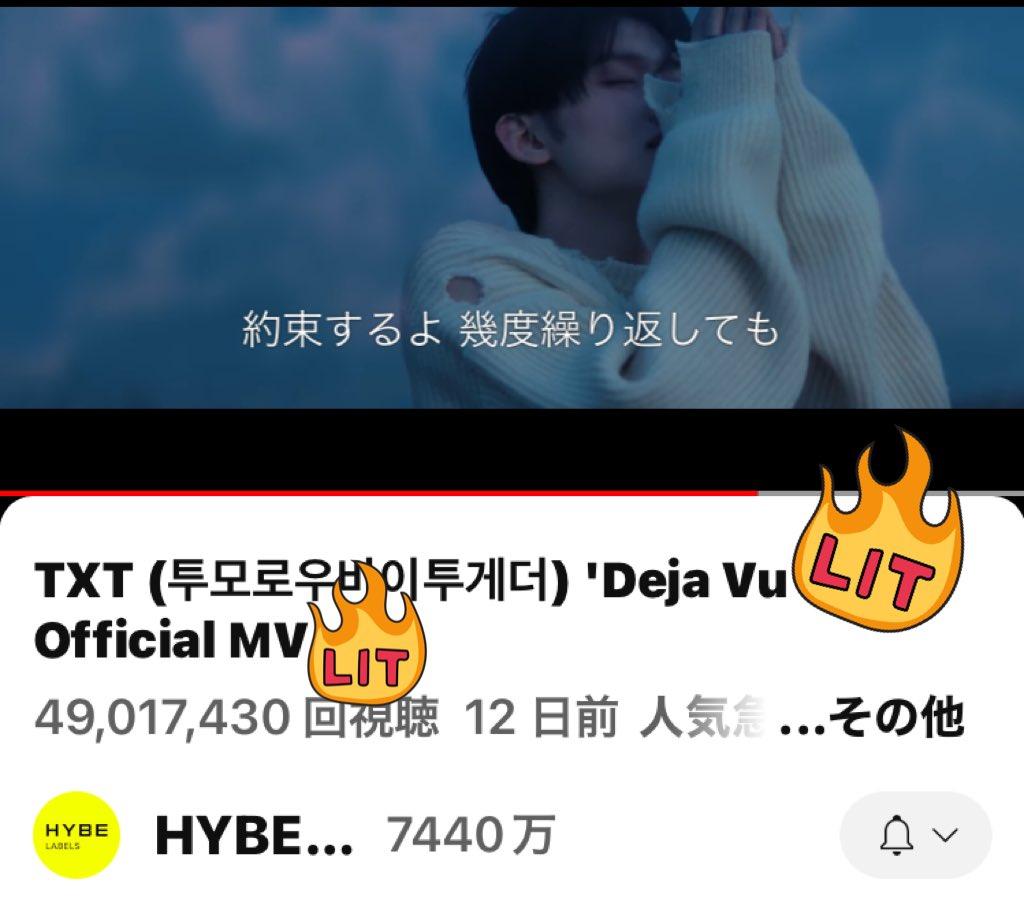 約束するよ 幾度繰り返しても
LIT
TXT (투모로우바이투게더) 'Deja Vu
Official MV
LIT
49,017,430 回視聴 12 日前 人気急 ...その他
HYBE
LABELS
HYBE... 7440万